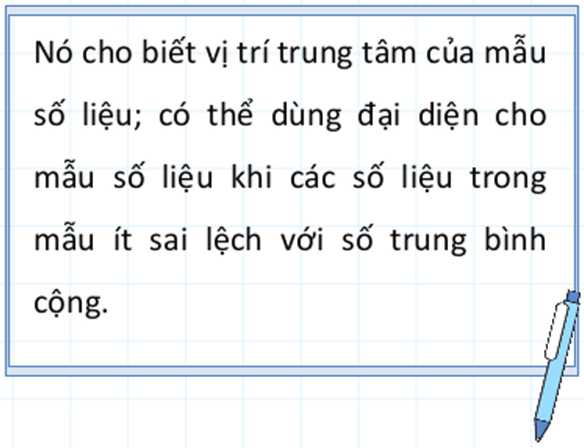 Nó cho biết vị trí trung tâm của mẫu
số liệu; có thể dùng đại diện cho
mẫu số liệu khi các số liệu trong
mẫu ít sai lệch với số trung bình
cộng.